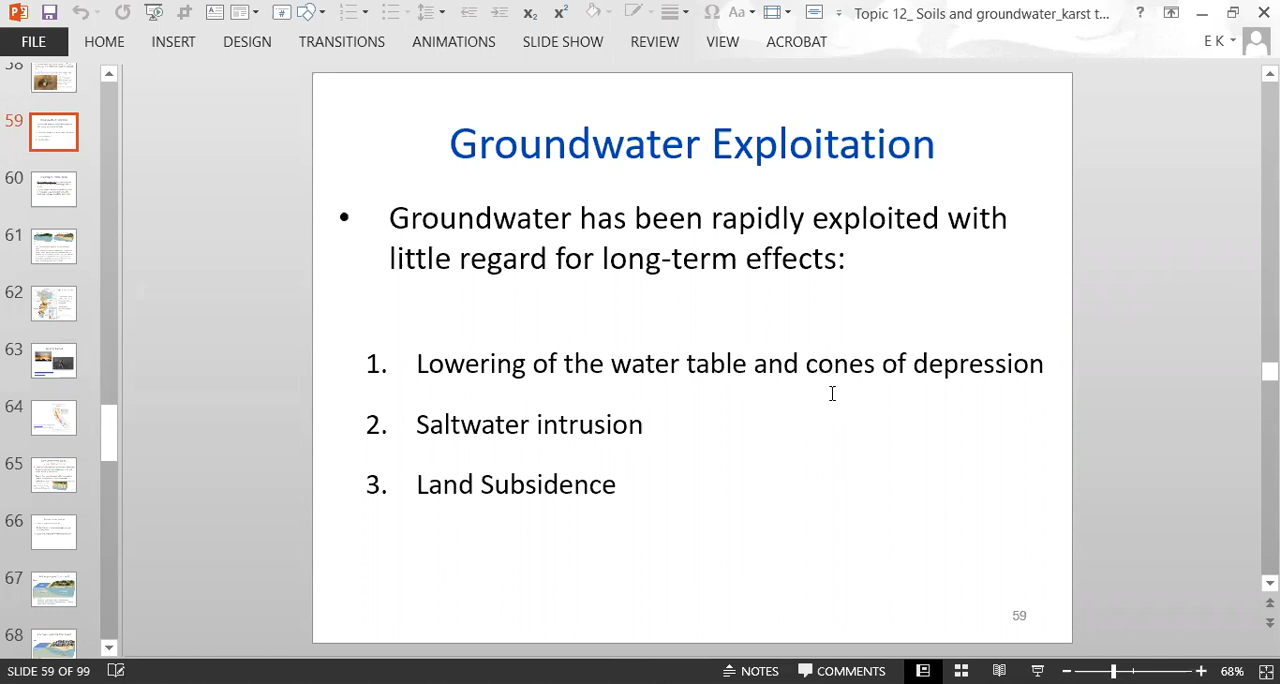 Topic 12_ Soils and groundwater_karst t...
FILE HOME INSERT DESIGN TRANSITIONS ANIMATIONS SLIDE SHOW REVIEW VIEW ACROBAT
E K
58
59
60
61
62
63
64
65
66
67
68
Groundwater Exploitation
• Groundwater has been rapidly exploited with
little regard for long-term effects:
1. Lowering of the water table and cones of depression
2. Saltwater intrusion
3. Land Subsidence
59
SLIDE 59 OF 99 NOTES COMMENTS 68%